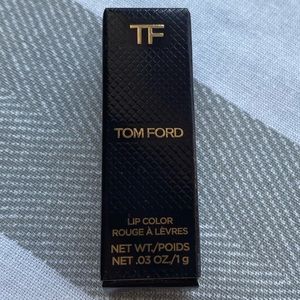 TF
TOM FORD
LIP COLOR
ROUGE À LÈVRES
NET WT./POIDS
NET .03 OZ./1 g